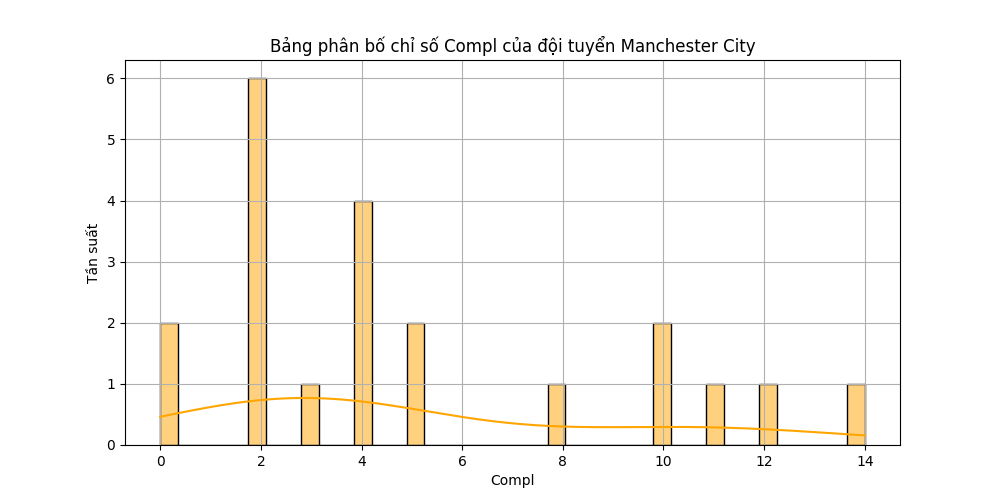 Bảng phân bố chỉ số Compl của đội tuyển Manchester City
Tần suất
6
5
4
3
2
1
0
0 2 4 6 8 10 12 14
Compl